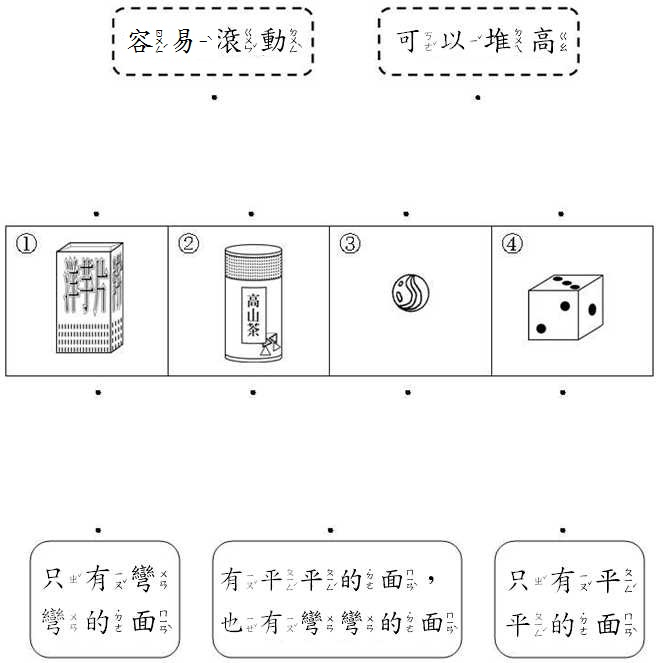 容易滾動
可以堆高
①
②
③
④
洋芋片
高山茶
只有彎
彎的面
有平平的面，
也有彎彎的面
只有平
平的面